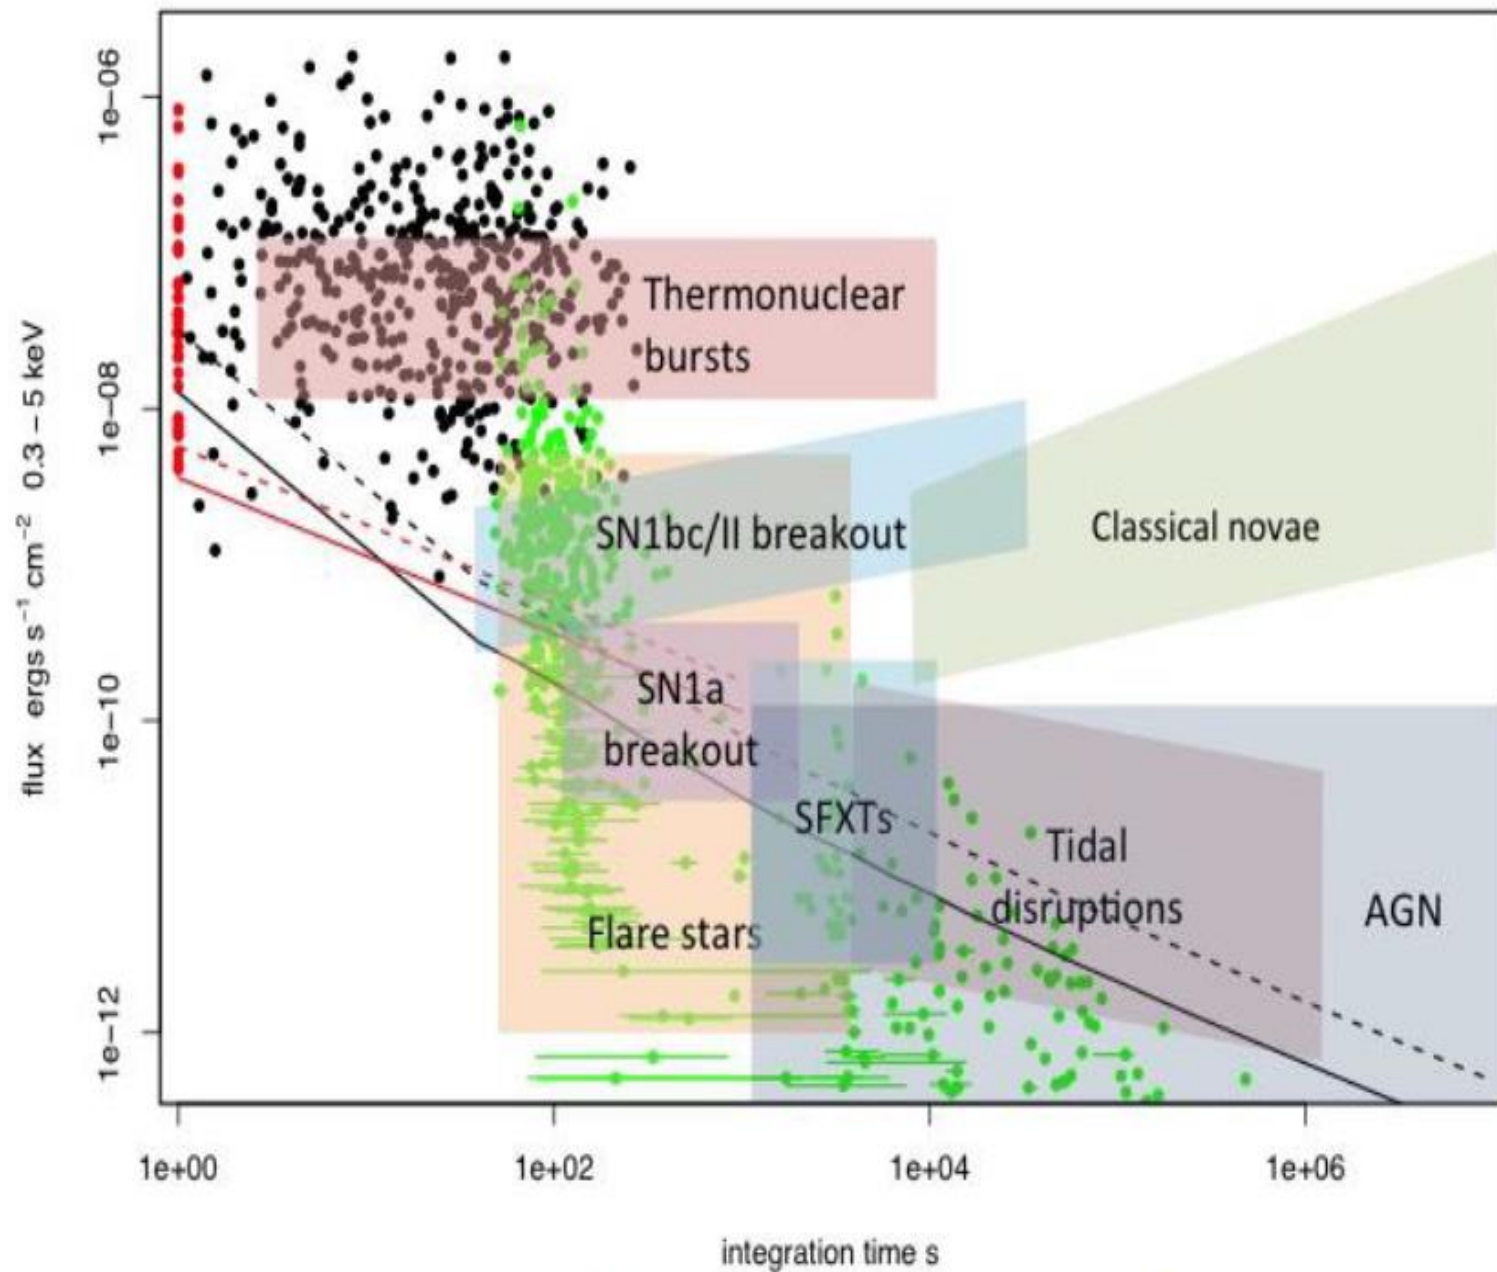 1e−06
1e−08
1e−10
1e−12
flux ergs s⁻¹ cm⁻² 0.3 – 5 keV
Thermonuclear
bursts
SN1bc/II breakout
Classical novae
SN1a
breakout
SFXTs
Tidal
disruptions
Flare stars
AGN
1e+00
1e+02
1e+04
1e+06
integration time s